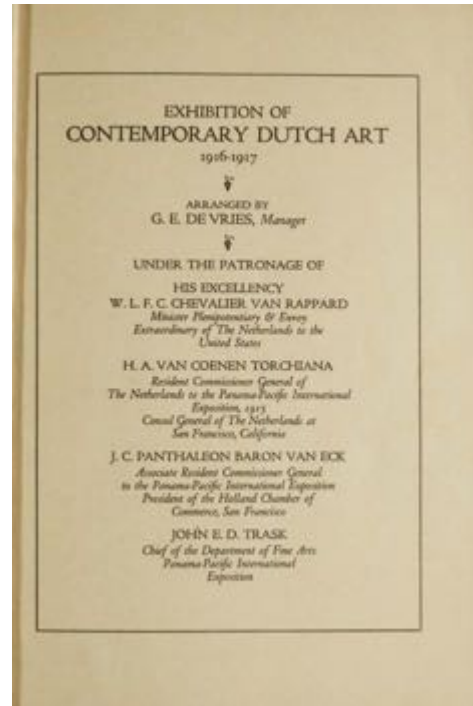 EXHIBITION OF
CONTEMPORARY DUTCH ART
1916-1917
ARRANGED BY
G. E. DE VRIES, Manager
UNDER THE PATRONAGE OF
HIS EXCELLENCY
W. L. F. C. CHEVALIER VAN RAPPARD
Minister Plenipotentiary & Envoy
Extraordinary of The Netherlands to the
United States
H. A. VAN COENEN TORCHIANA
Resident Commissioner General of
The Netherlands to the Panama-Pacific International
Exposition, 1915
Consul General of The Netherlands at
San Francisco, California
J. C. PANTHALEON BARON VAN ECK
Associate Resident Commissioner General
to the Panama-Pacific International Exposition
President of the Holland Chamber of
Commerce, San Francisco
JOHN E. D. TRASK
Chief of the Department of Fine Arts
Panama-Pacific International
Exposition